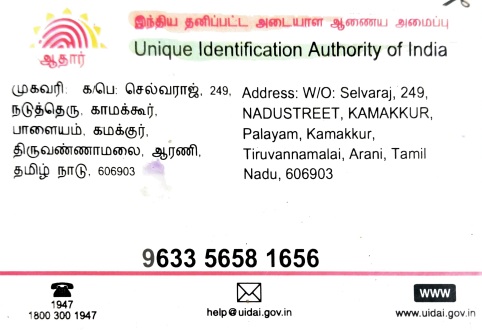 இந்திய தனிப்பட்ட அடையாள ஆணைய அமைப்பு
Unique Identification Authority of India
ஆதார்
முகவரி: க/பெ: செல்வராஜ், 249,
நடுத்தெரு, காமக்கூர்,
பாளையம், கமக்குர்,
திருவண்ணாமலை, ஆரணி,
தமிழ் நாடு, 606903
Address: W/O: Selvaraj, 249,
NADUSTREET, KAMAKKUR,
Palayam, Kamakkur,
Tiruvannamalai, Arani, Tamil
Nadu, 606903
9633 5658 1656
1947
1800 300 1947
help@uidai.gov.in
WWW
www.uidai.gov.in